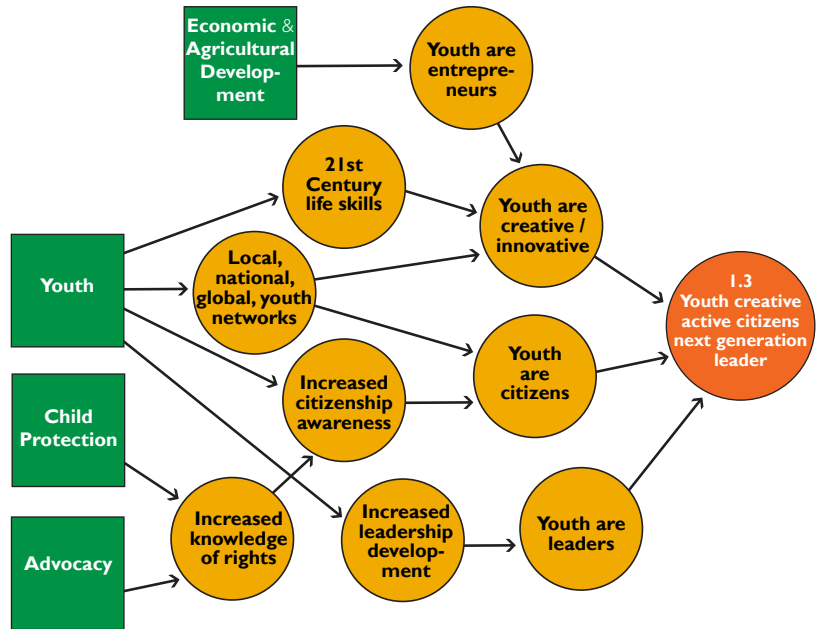 Economic &
Agricultural
Develop-
ment
Youth are
entrepre-
neurs
21st
Century
life skills
Youth are
creative /
innovative
Youth
Local,
national,
global, youth
networks
1.3
Youth creative
active citizens
next generation
leader
Youth
are
citizens
Increased
citizenship
awareness
Child
Protection
Increased
knowledge
of rights
Increased
leadership
develop-
ment
Youth are
leaders
Advocacy